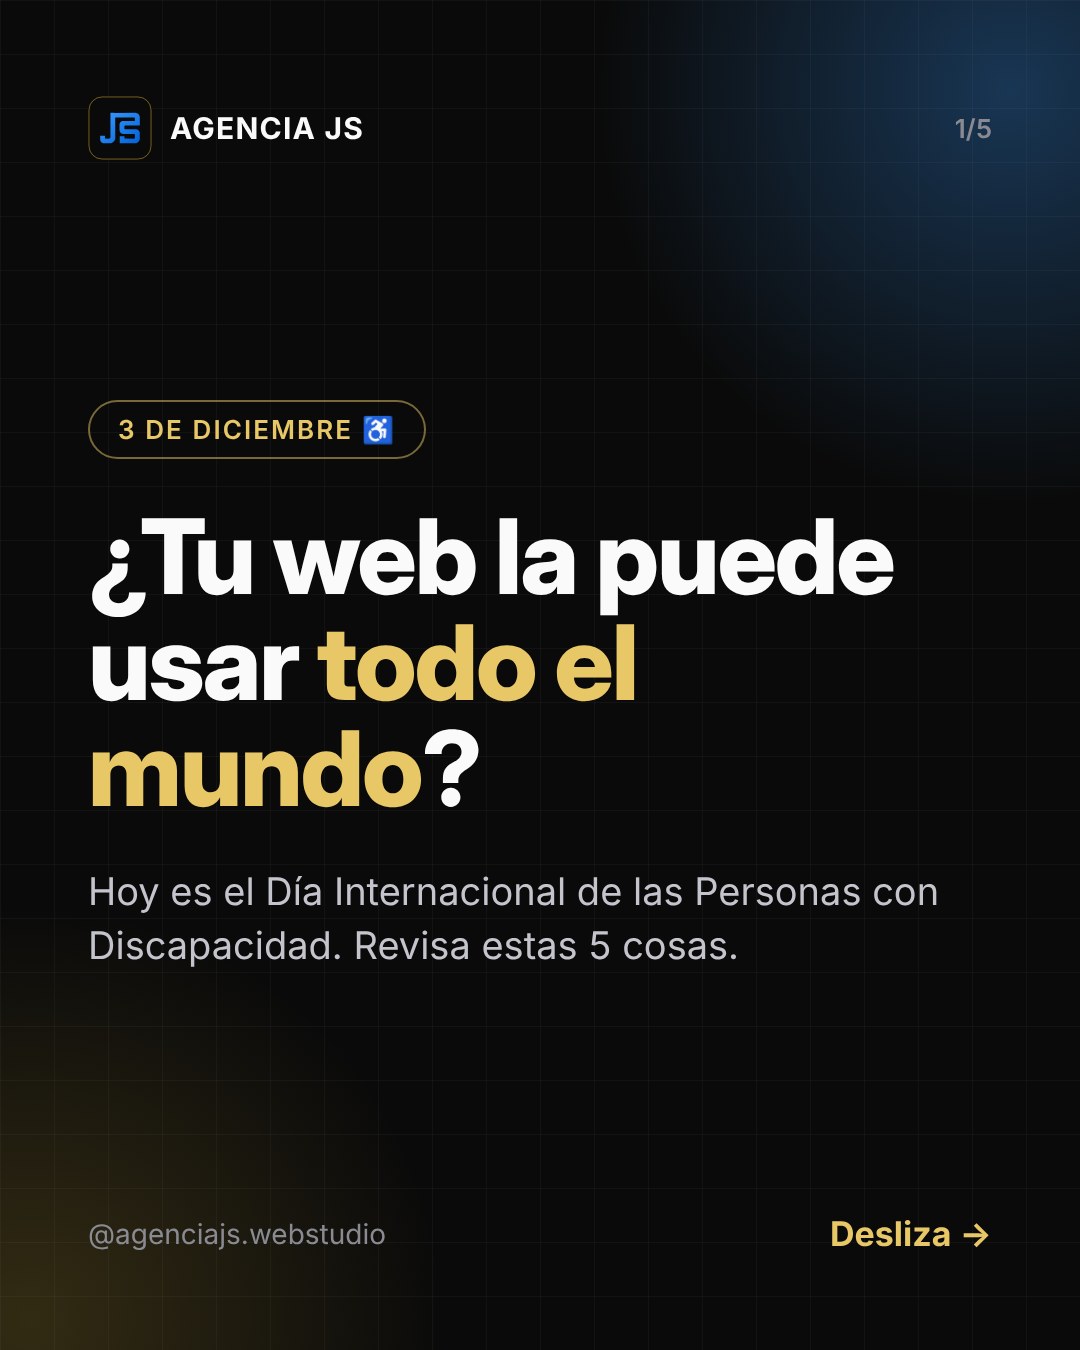 JS AGENCIA JS
1/5
3 DE DICIEMBRE ♿
¿Tu web la puede
usar todo el
mundo?
Hoy es el Día Internacional de las Personas con
Discapacidad. Revisa estas 5 cosas.
@agenciajs.webstudio
Desliza →